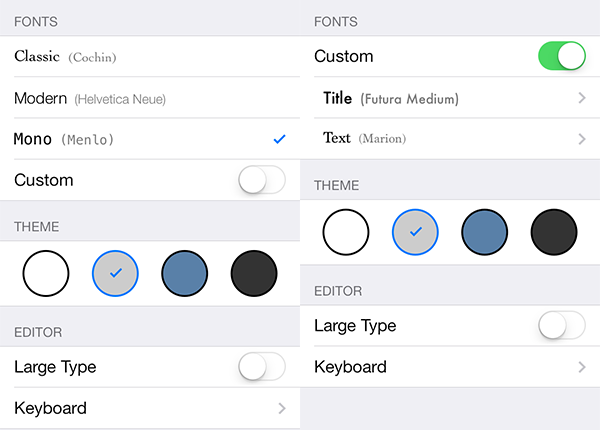 FONTS
Classic (Cochin)
Modern (Helvetica Neue)
Mono (Menlo)
Custom
THEME
EDITOR
Large Type
Keyboard
FONTS
Custom
Title (Futura Medium)
Text (Marion)
THEME
EDITOR
Large Type
Keyboard